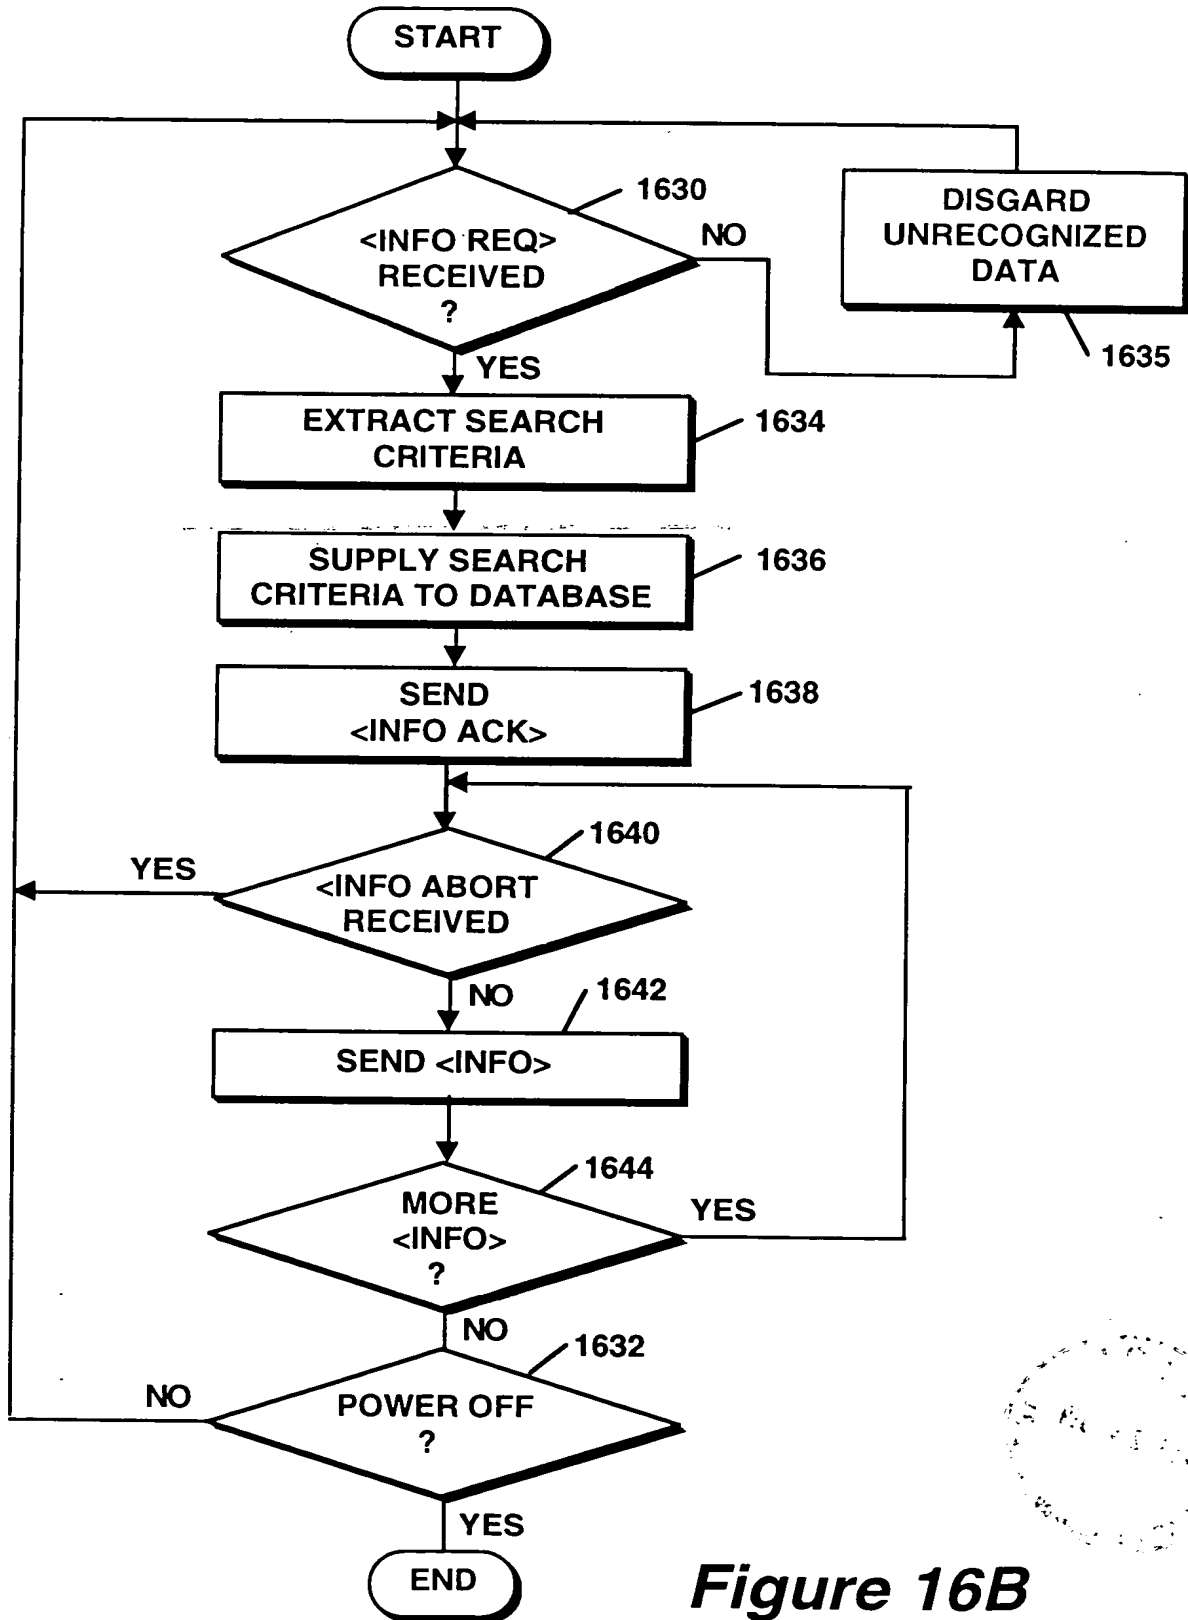 START
1630
<INFO REQ>
RECEIVED
?
NO
DISGARD
UNRECOGNIZED
DATA
1635
YES
EXTRACT SEARCH
CRITERIA
1634
SUPPLY SEARCH
CRITERIA TO DATABASE
1636
SEND
<INFO ACK>
1638
1640
YES
<INFO ABORT
RECEIVED
NO
1642
SEND <INFO>
1644
MORE
<INFO>
?
YES
NO
1632
NO
POWER OFF
?
YES
END
Figure 16B